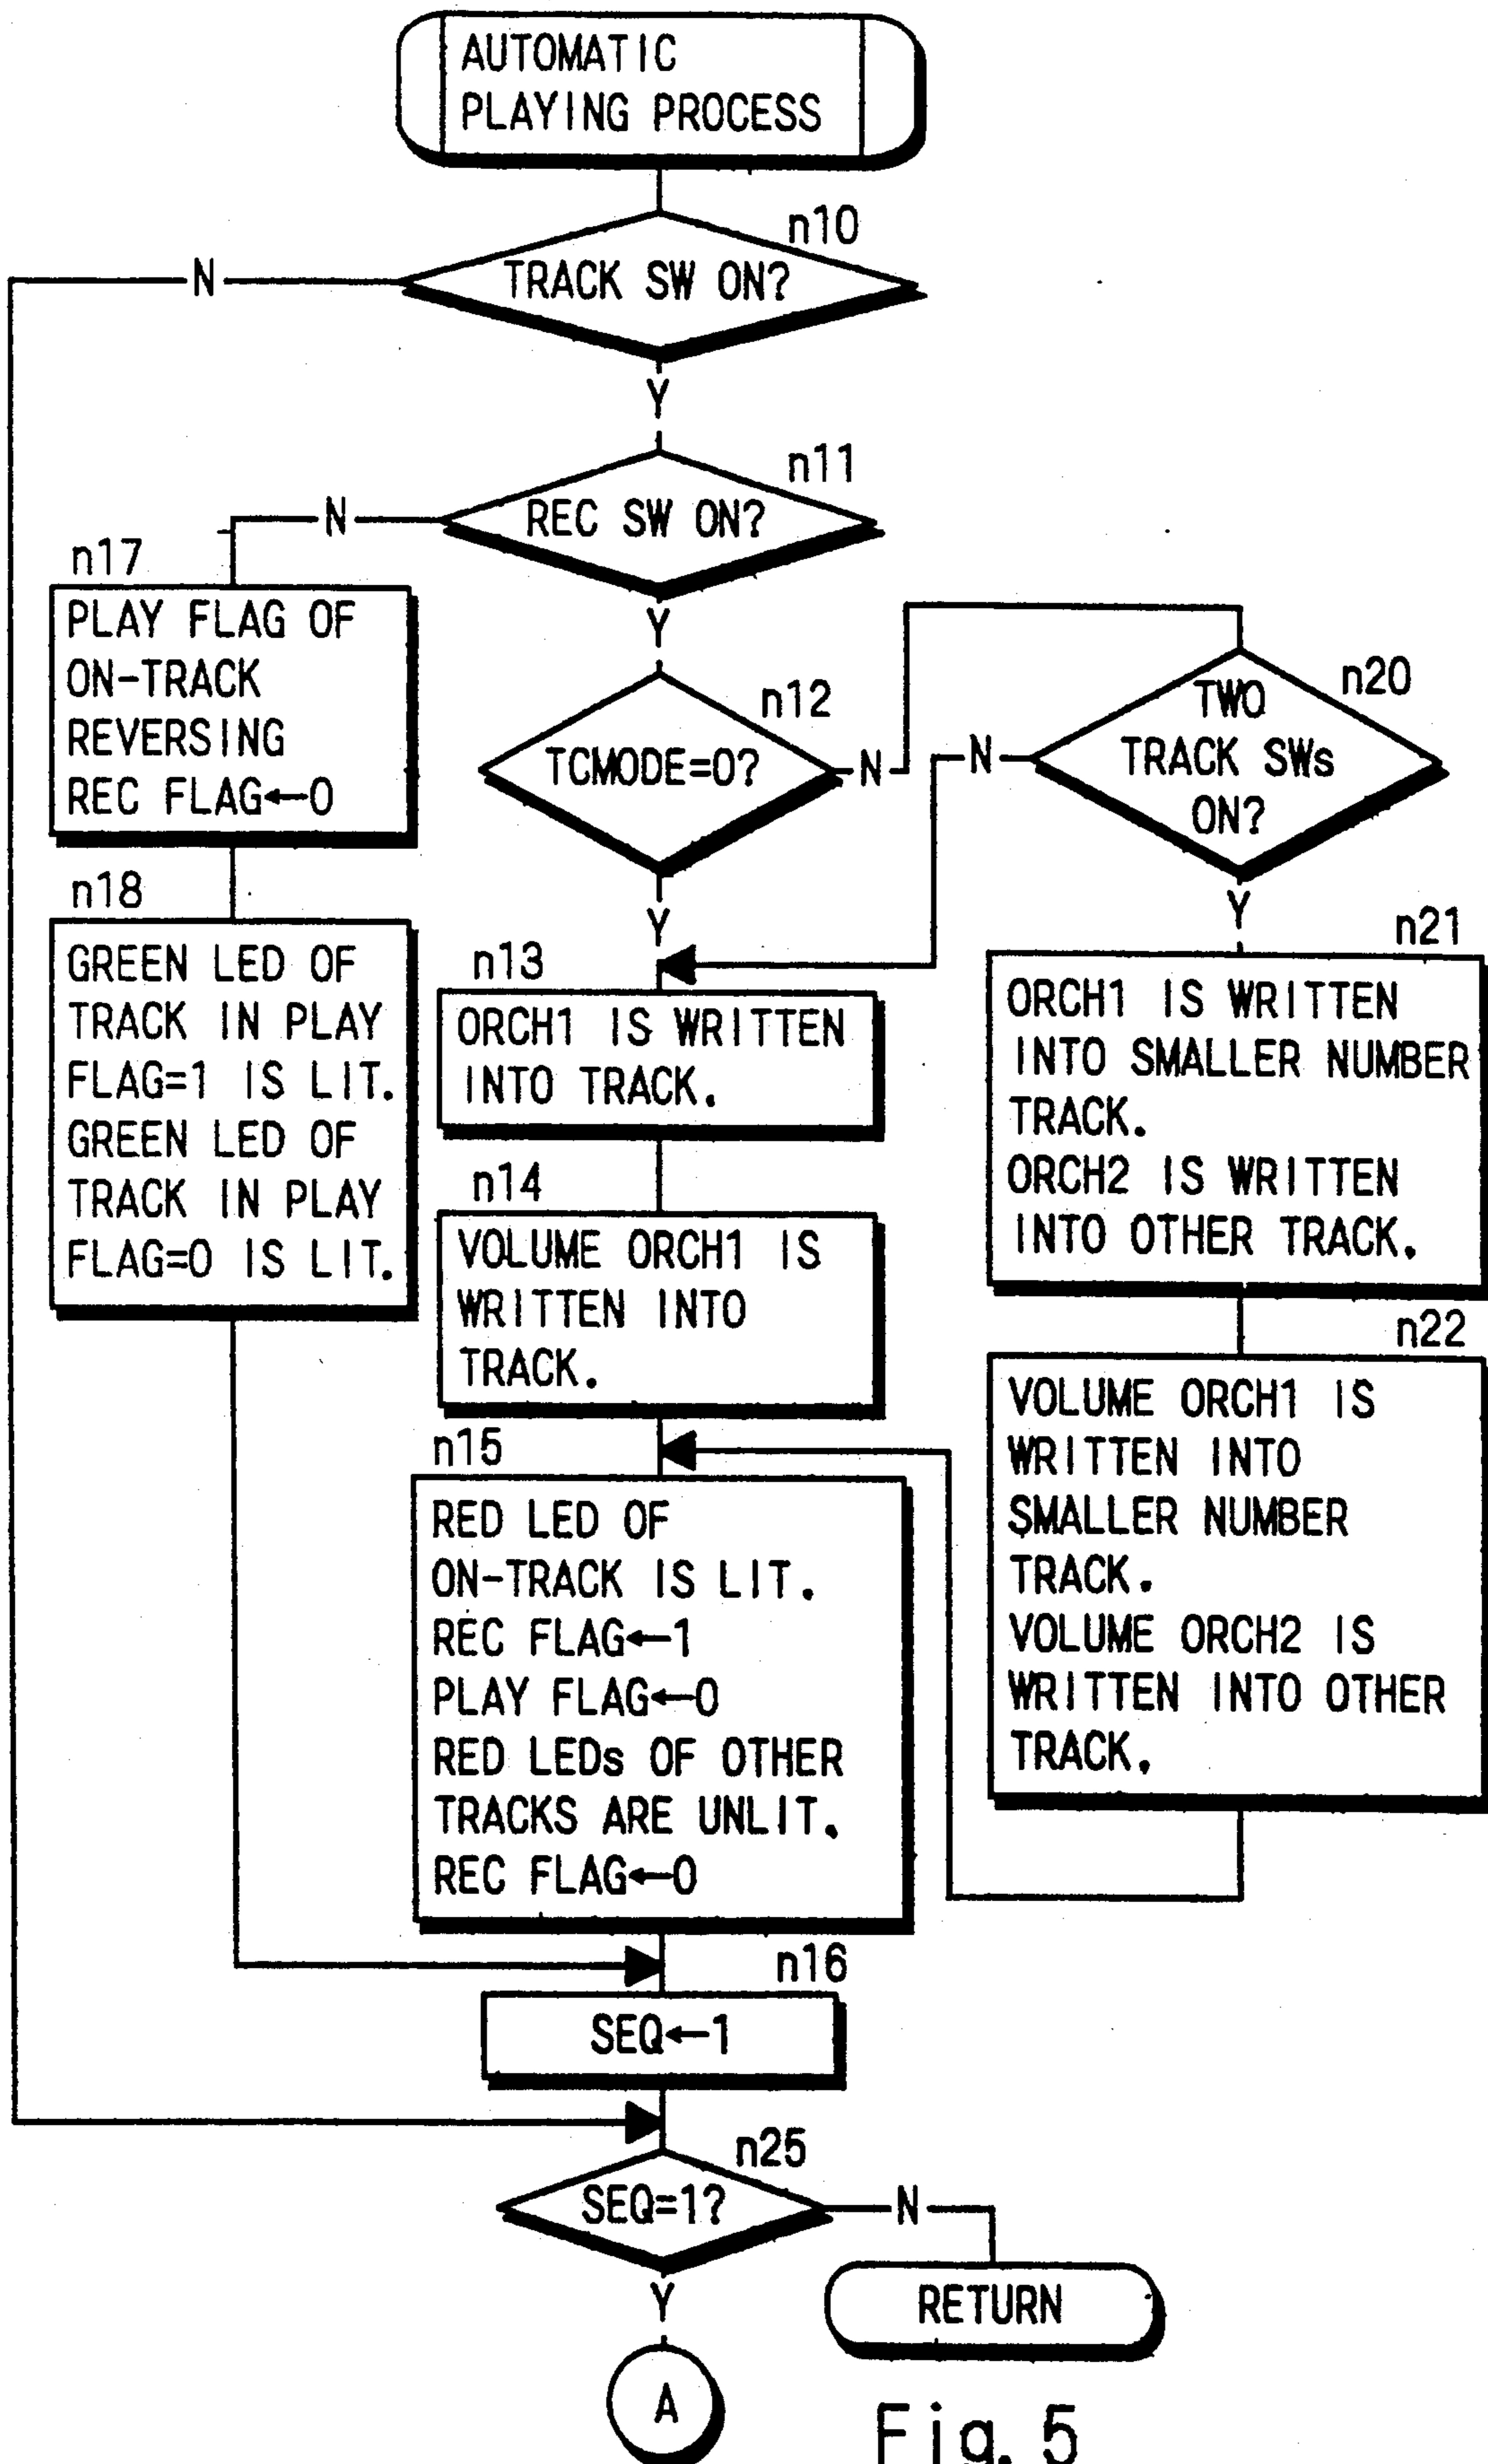 AUTOMATIC
PLAYING PROCESS
n10
TRACK SW ON?
N
Y
n11
REC SW ON?
N
Y
n17
PLAY FLAG OF
ON-TRACK
REVERSING
REC FLAG←0
n18
GREEN LED OF
TRACK IN PLAY
FLAG=1 IS LIT.
GREEN LED OF
TRACK IN PLAY
FLAG=0 IS LIT.
n12
TCMODE=0?
N
Y
n20
TWO
TRACK SWs
ON?
N
Y
n13
ORCH1 IS WRITTEN
INTO TRACK.
n14
VOLUME ORCH1 IS
WRITTEN INTO
TRACK.
n21
ORCH1 IS WRITTEN
INTO SMALLER NUMBER
TRACK.
ORCH2 IS WRITTEN
INTO OTHER TRACK.
n22
VOLUME ORCH1 IS
WRITTEN INTO
SMALLER NUMBER
TRACK.
VOLUME ORCH2 IS
WRITTEN INTO OTHER
TRACK.
n15
RED LED OF
ON-TRACK IS LIT.
REC FLAG←1
PLAY FLAG←0
RED LEDs OF OTHER
TRACKS ARE UNLIT.
REC FLAG←0
n16
SEQ←1
n25
SEQ=1?
N
Y
RETURN
A
Fig. 5